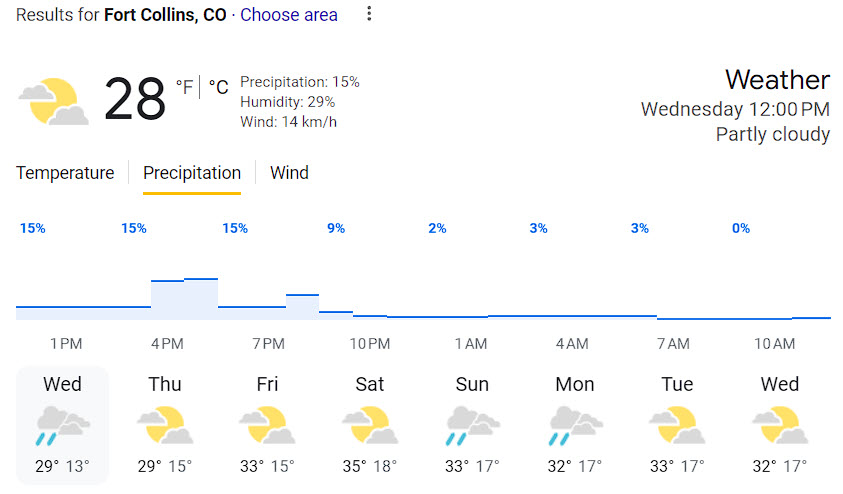 Results for Fort Collins, CO · Choose area
28 °F | °C
Precipitation: 15%
Humidity: 29%
Wind: 14 km/h
Weather
Wednesday 12:00 PM
Partly cloudy
Temperature | Precipitation | Wind
15% 15% 15% 9% 2% 3% 3% 0%
1 PM 4 PM 7 PM 10 PM 1 AM 4 AM 7 AM 10 AM
Wed Thu Fri Sat Sun Mon Tue Wed
29° 13° 29° 15° 33° 15° 35° 18° 33° 17° 32° 17° 33° 17° 32° 17°